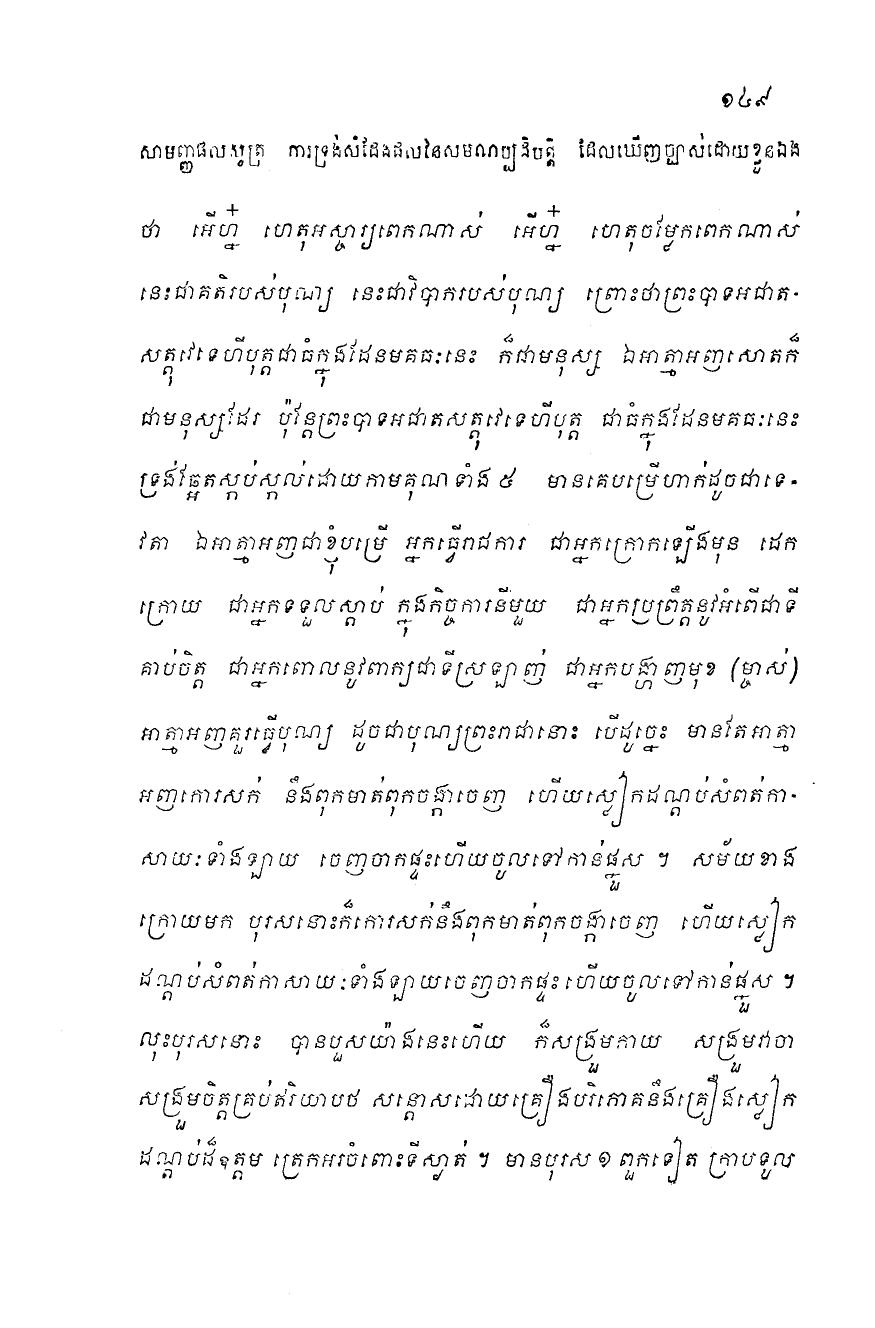 ១៤៩
សាមញ្ញផលសូត្រ ការទ្រង់សំដែងផលនៃសមណប្បដិបត្តិ ដែលឃើញច្បាស់ដោយខ្លួនឯង
ថា អើហ្ន៎ ហេតុអស្ចារ្យពេកណាស់ អើហ្ន៎ ហេតុចម្លែកពេកណាស់
នេះជាគតិរបស់បុណ្យ នេះជាវិបាករបស់បុណ្យ ព្រោះថាព្រះបាទអជាត-
សត្តុវេទេហីបុត្តជាធំក្នុងដែនមគធៈនេះ ក៏ជាមនុស្ស ឯអាត្មាអញសោតក៏
ជាមនុស្សដែរ ប៉ុន្តែព្រះបាទអជាតសត្តុវេទេហីបុត្ត ជាធំក្នុងដែនមគធៈនេះ
ទ្រង់ឆ្អែតស្កប់ស្កល់ដោយកាមគុណទាំង ៥ មានគេបម្រើហាក់ដូចជាទេ-
វតា ឯអាត្មាអញជាខ្ញុំបម្រើ អ្នកធ្វើរាជការ ជាអ្នកក្រោកឡើងមុន ដេក
ក្រោយ ជាអ្នកទទួលស្តាប់ ក្នុងកិច្ចការនីមួយ ជាអ្នកប្រព្រឹត្តនូវអំពើជាទី
គាប់ចិត្ត ជាអ្នកពោលនូវពាក្យជាទីស្រឡាញ់ ជាអ្នកបង្ហាញមុខ (ម្ចាស់)
អាត្មាអញគួរធ្វើបុណ្យ ដូចជាបុណ្យព្រះរាជានោះ បើដូច្នេះ មានតែអាត្មា
អញកោរសក់ នឹងពុកមាត់ពុកចង្កាចេញ ហើយស្លៀកដណ្តប់សំពត់កា-
សាយៈទាំងឡាយ ចេញចាកផ្ទះហើយចូលទៅកាន់ផ្នួស ។ សម័យខាង
ក្រោយមក បុរសនោះក៏កោរសក់នឹងពុកមាត់ពុកចង្កាចេញ ហើយស្លៀក
ដណ្តប់សំពត់កាសាយៈទាំងឡាយចេញចាកផ្ទះ ហើយចូលទៅកាន់ផ្នួស ។
លុះបុរសនោះ បានបួសយ៉ាងនេះហើយ ក៏សង្រួមកាយ សង្រួមវាចា
សង្រួមចិត្តគ្រប់ឥរិយាបថ សន្តោសដោយគ្រឿងបរិភោគនឹងគ្រឿងស្លៀក
ដណ្តប់ដ៏ឧត្តម ត្រេកអរចំពោះទីស្ងាត់ ។ មានបុរស ១ ពួកទៀត ក្រាបទូល